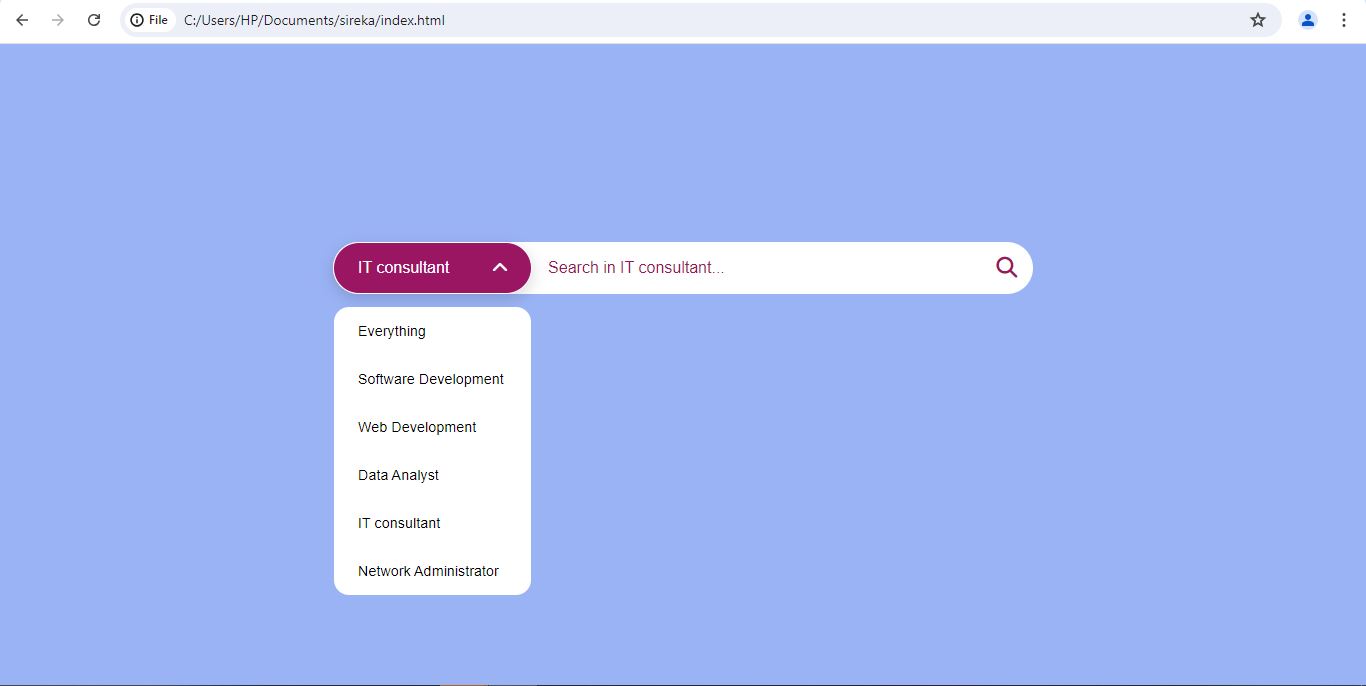 File C:/Users/HP/Documents/sireka/index.html
IT consultant Search in IT consultant...
Everything
Software Development
Web Development
Data Analyst
IT consultant
Network Administrator